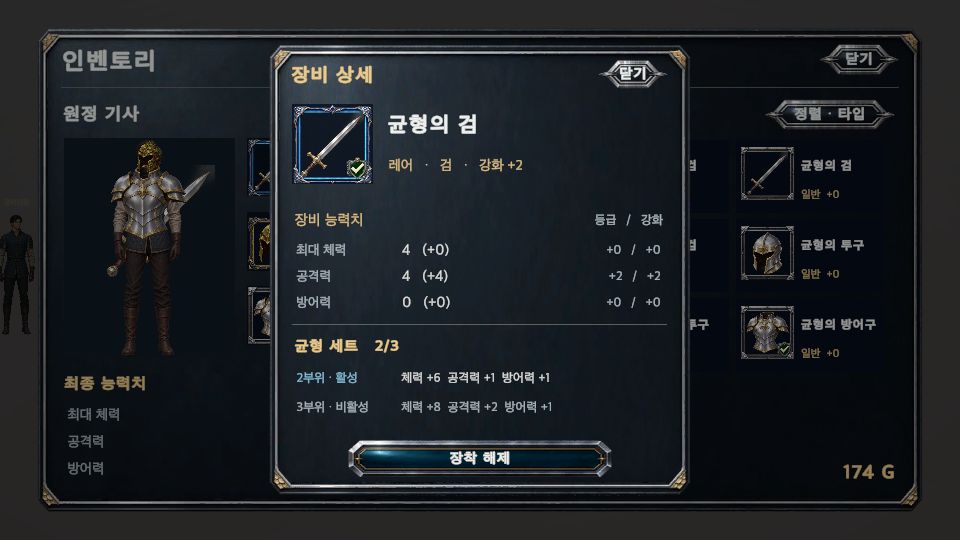 인벤토리
닫기
원정 기사
정렬 · 타입
장비 상세
닫기
균형의 검
레어 · 검 · 강화 +2
장비 능력치
등급 / 강화
최대 체력 4 (+0) +0 / +0
공격력 4 (+4) +2 / +2
방어력 0 (+0) +0 / +0
균형 세트 2/3
2부위 · 활성 체력 +6 공격력 +1 방어력 +1
3부위 · 비활성 체력 +8 공격력 +2 방어력 +1
장착 해제
검
균형의 검
일반 +0
균형의 투구
일반 +0
투구
균형의 방어구
일반 +0
최종 능력치
최대 체력
공격력
방어력
174 G